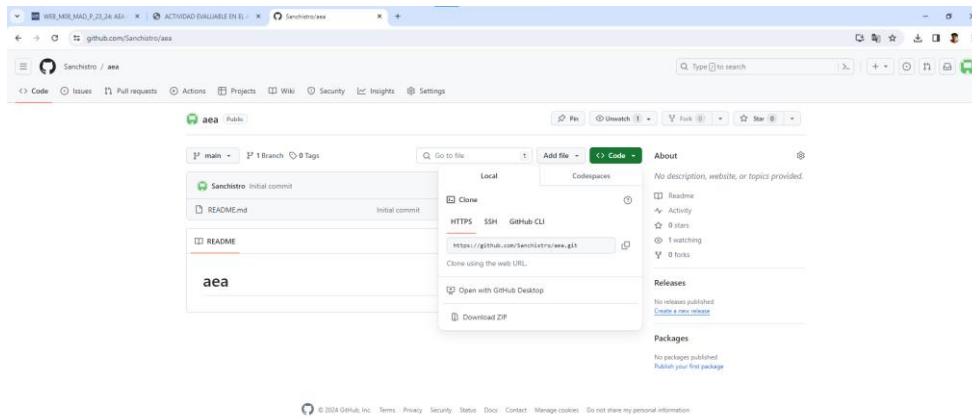 WEB_M08_MAD_P_23_24: AEA
ACTIVIDAD EVALUABLE EN EL A
Sanchistro/aea
github.com/Sanchistro/aea
Sanchistro / aea
Type / to search
Code Issues Pull requests Actions Projects Wiki Security Insights Settings
aea Public
Pin Unwatch 1 Fork 0 Star 0
main 1 Branch 0 Tags
Go to file t Add file Code
About
Local Codespaces
No description, website, or topics provided.
Sanchistro Initial commit
Clone
Readme
HTTPS SSH GitHub CLI
Activity
README.md Initial commit
0 stars
https://github.com/Sanchistro/aea.git
1 watching
README
Clone using the web URL.
0 forks
aea
Open with GitHub Desktop
Releases
Download ZIP
No releases published
Create a new release
Packages
No packages published
Publish your first package
© 2024 GitHub, Inc. Terms Privacy Security Status Docs Contact Manage cookies Do not share my personal information